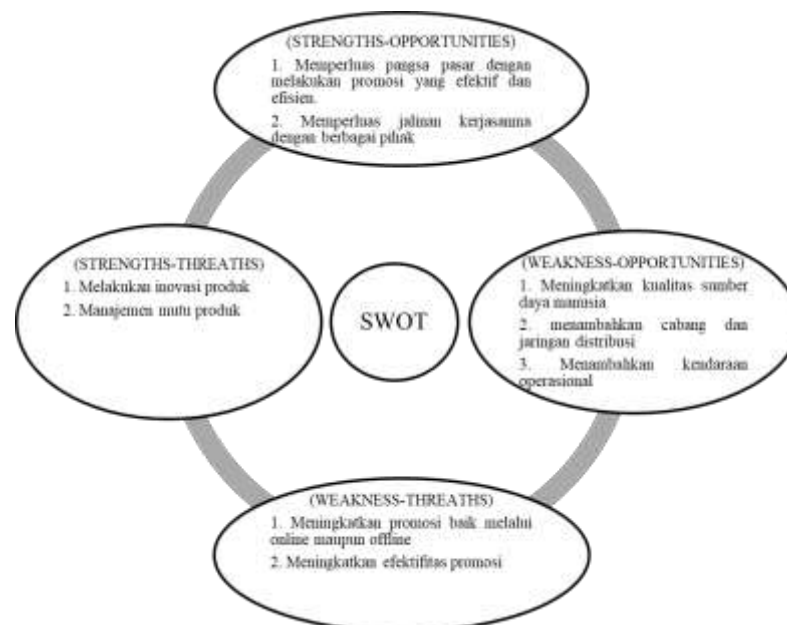 (STRENGTHS-OPPORTUNITIES)
1. Memperluas pangsa pasar dengan
melakukan promosi yang efektif dan
efisien.
2. Memperluas jalinan kerjasama
dengan berbagai pihak
(STRENGTHS-THREATHS)
1. Melakukan inovasi produk
2. Manajemen mutu produk
SWOT
(WEAKNESS-OPPORTUNITIES)
1. Meningkatkan kualitas sumber
daya manusia
2. menambahkan cabang dan
jaringan distribusi
3. Menambahkan kendaraan
operasional
(WEAKNESS-THREATHS)
1. Meningkatkan promosi baik melalui
online maupun offline
2. Meningkatkan efektifitas promosi